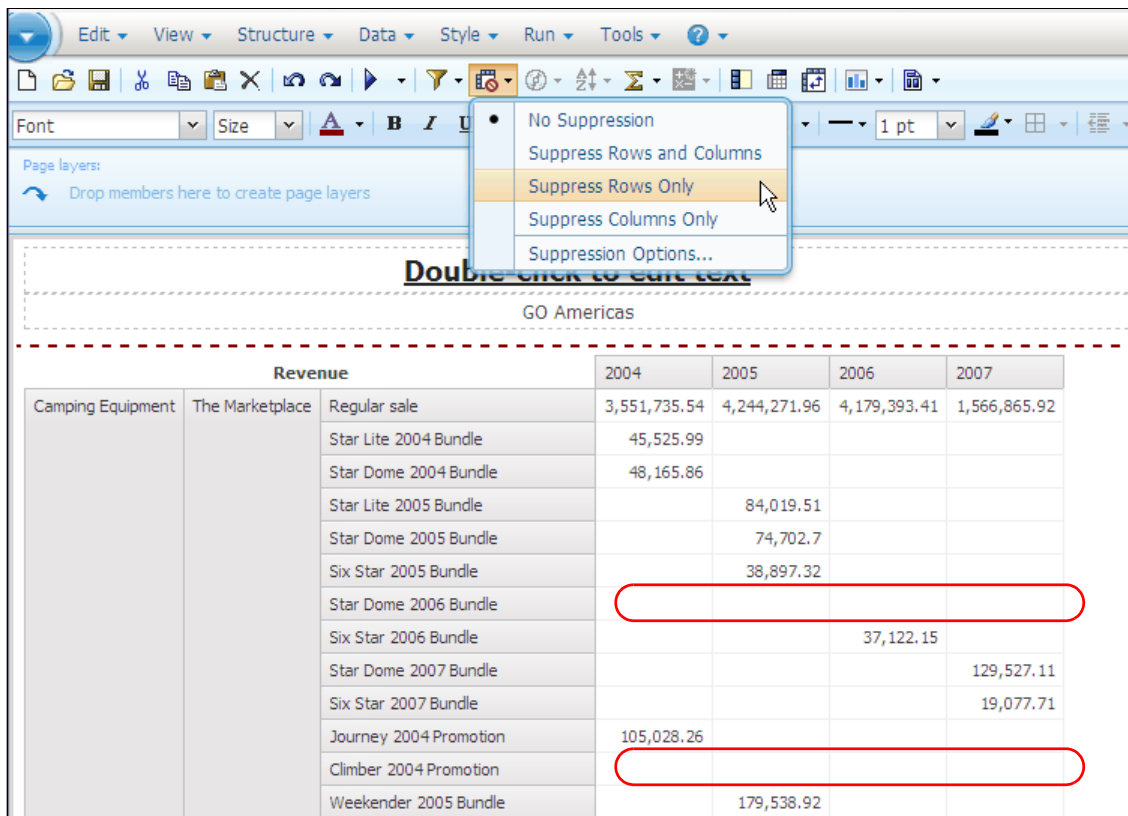 Edit View Structure Data Style Run Tools ?
Font Size A B I U 1 pt
No Suppression
Suppress Rows and Columns
Suppress Rows Only
Suppress Columns Only
Suppression Options...
Page layers:
Drop members here to create page layers
Double-click to edit text
GO Americas
Revenue 2004 2005 2006 2007
Camping Equipment The Marketplace Regular sale 3,551,735.54 4,244,271.96 4,179,393.41 1,566,865.92
Star Lite 2004 Bundle 45,525.99
Star Dome 2004 Bundle 48,165.86
Star Lite 2005 Bundle 84,019.51
Star Dome 2005 Bundle 74,702.7
Six Star 2005 Bundle 38,897.32
Star Dome 2006 Bundle
Six Star 2006 Bundle 37,122.15
Star Dome 2007 Bundle 129,527.11
Six Star 2007 Bundle 19,077.71
Journey 2004 Promotion 105,028.26
Climber 2004 Promotion
Weekender 2005 Bundle 179,538.92